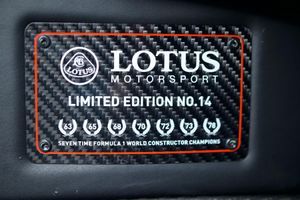 LOTUS
LOTUS
MOTORSPORT
LIMITED EDITION NO.14
63 65 68 70 72 73 78
SEVEN TIME FORMULA 1 WORLD CONSTRUCTOR CHAMPIONS